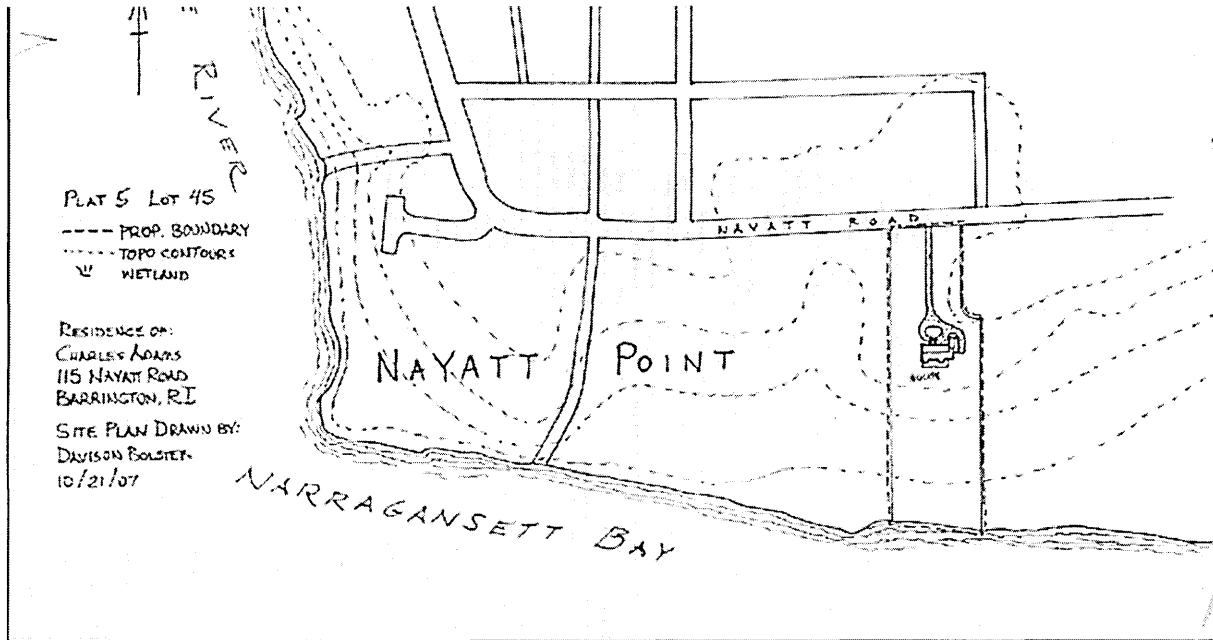 RIVER
PLAT 5 LOT 45
PROP. BOUNDARY
TOPO CONTOURS
WETLAND
NAYATT ROAD
RESIDENCE OF:
CHARLES ADAMS
115 NAYATT ROAD
BARRINGTON, RI
NAYATT POINT
HOUSE
SITE PLAN DRAWN BY:
DAVISON BOLSTER
10/21/07
NARRAGANSETT BAY